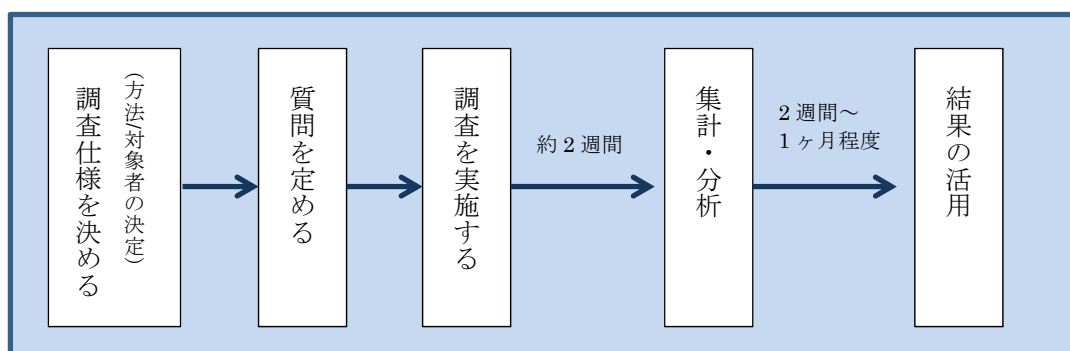 調査仕様を決める
(方法/対象者の決定)
質問を定める
調査を実施する
約 2 週間
集計・分析
2 週間～
1 ヶ月程度
結果の活用